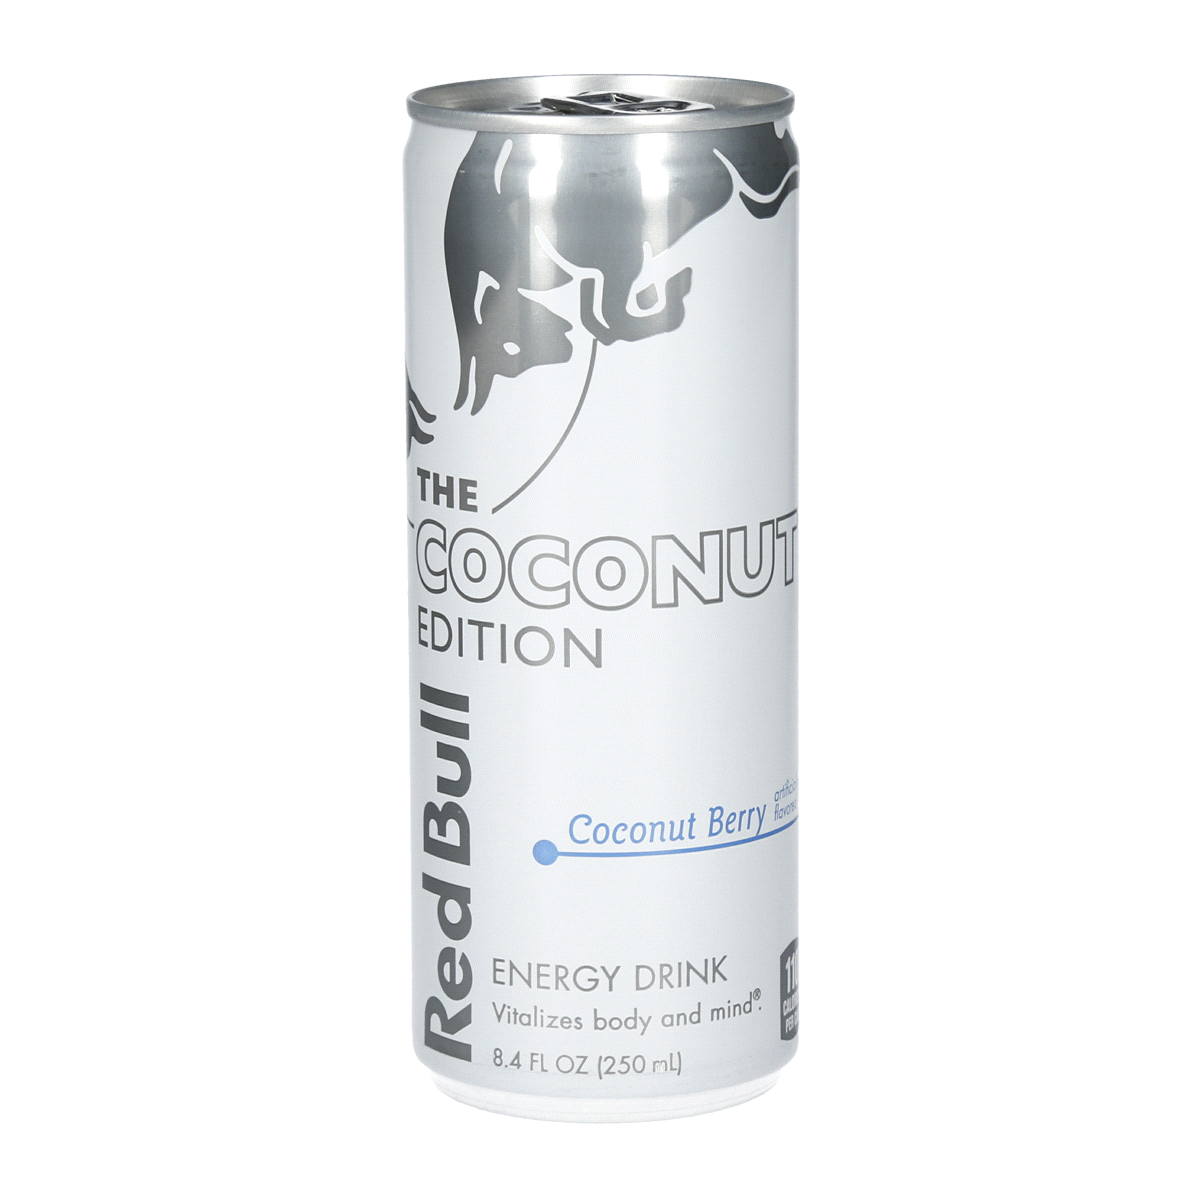 THE
COCONUT
EDITION
Red Bull
Coconut Berry
ENERGY DRINK
Vitalizes body and mind®.
8.4 FL OZ (250 mL)